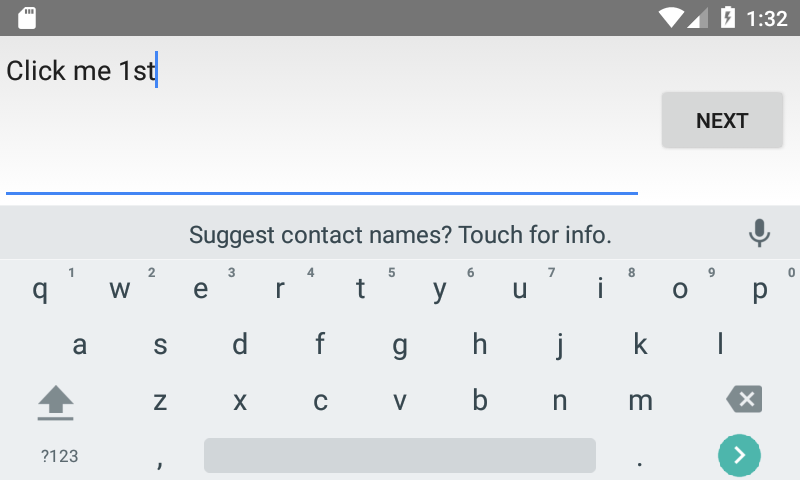 1:32
Click me 1st
NEXT
Suggest contact names? Touch for info.
q 1 w 2 e 3 r 4 t 5 y 6 u 7 i 8 o 9 p 0
a s d f g h j k l
z x c v b n m
?123 , .